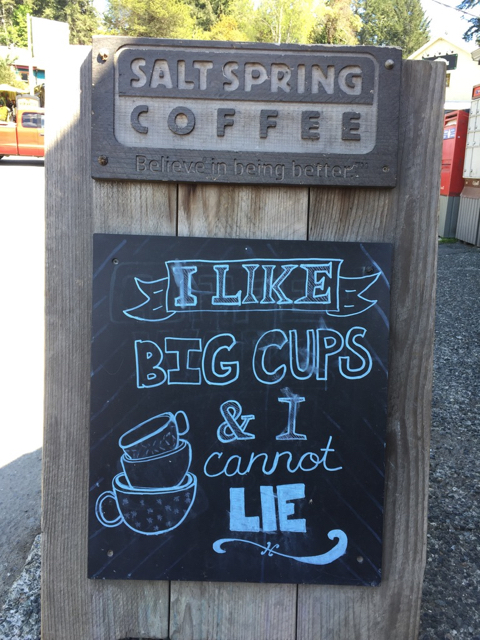 SALT SPRING
COFFEE
Believe in being better.™
I LIKE
BIG CUPS
& I
cannot
LIE